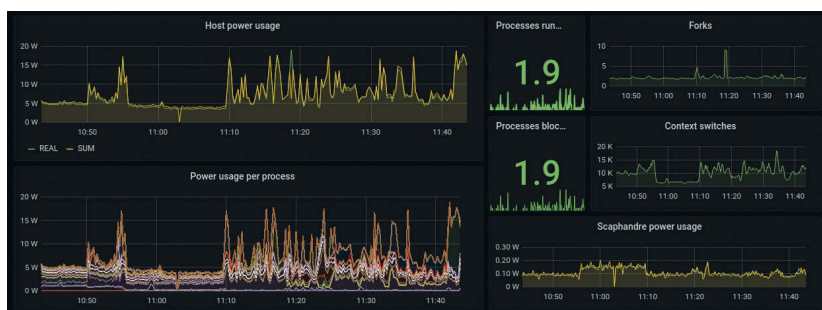 Host power usage
20 W
15 W
10 W
5 W
0 W
10:50 11:00 11:10 11:20 11:30 11:40
REAL SUM
Processes run...
1.9
Forks
10
5
0
10:50 11:00 11:10 11:20 11:30 11:40
Processes bloc...
1.9
Context switches
20 K
15 K
10 K
5 K
10:50 11:00 11:10 11:20 11:30 11:40
Power usage per process
20 W
15 W
10 W
5 W
0 W
10:50 11:00 11:10 11:20 11:30 11:40
Scaphandre power usage
0.30 W
0.20 W
0.10 W
0 W
10:50 11:00 11:10 11:20 11:30 11:40